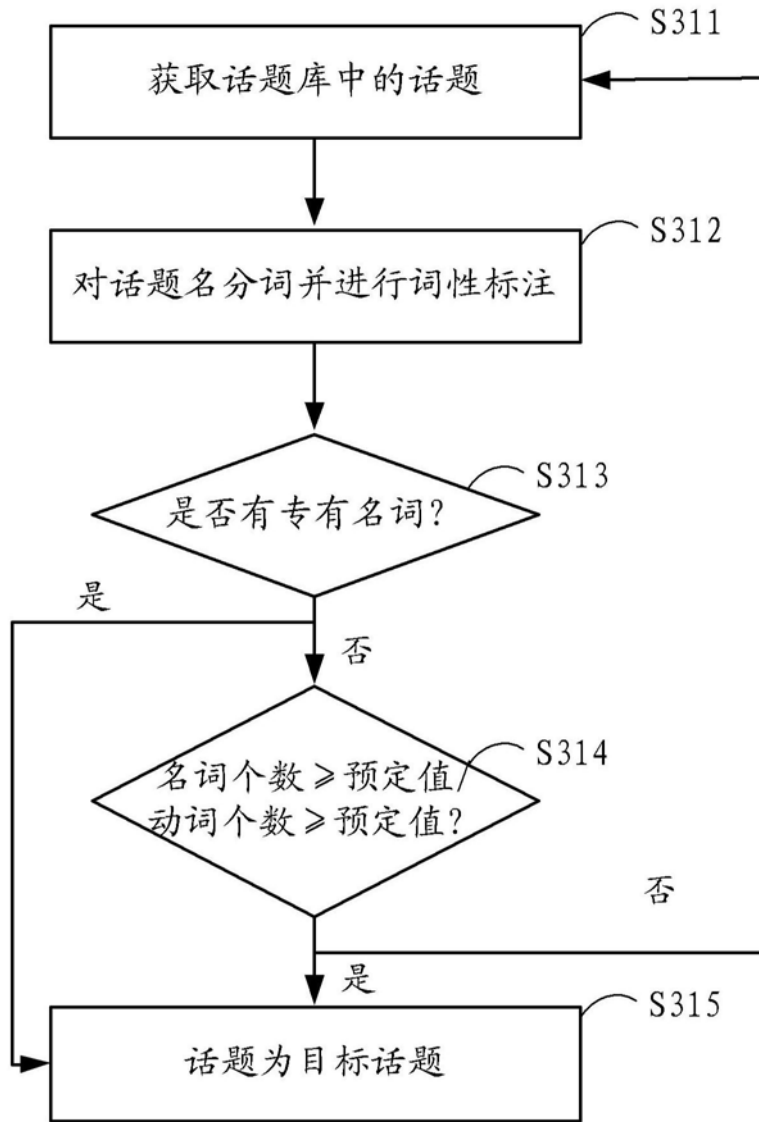 S311
获取话题库中的话题
S312
对话题名分词并进行词性标注
S313
是否有专有名词?
是
否
S314
名词个数≥预定值
动词个数≥预定值?
否
是
S315
话题为目标话题